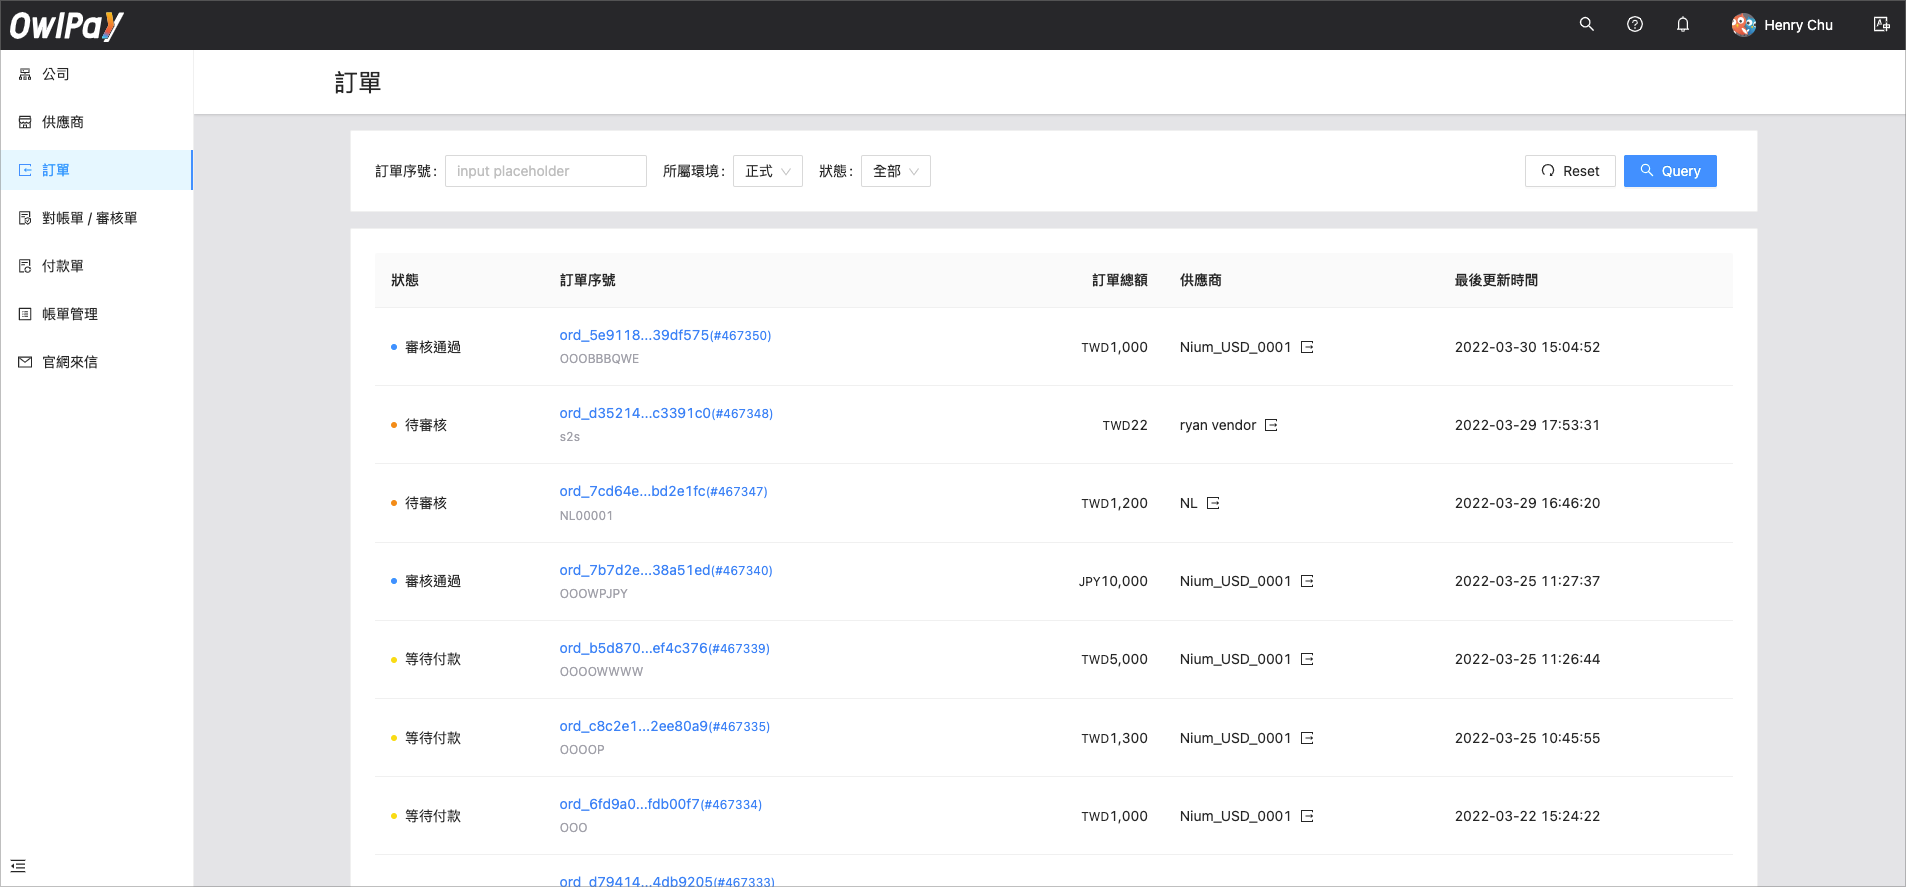 OwlPay
Henry Chu
公司
供應商
訂單
對帳單 / 審核單
付款單
帳單管理
官網來信
訂單
訂單序號: input placeholder 所屬環境: 正式 狀態: 全部 Reset Query
狀態 訂單序號 訂單總額 供應商 最後更新時間
審核通過 ord_5e9118...39df575(#467350) TWD1,000 Nium_USD_0001 2022-03-30 15:04:52
OOOBBBQWE
待審核 ord_d35214...c3391c0(#467348) TWD22 ryan vendor 2022-03-29 17:53:31
s2s
待審核 ord_7cd64e...bd2e1fc(#467347) TWD1,200 NL 2022-03-29 16:46:20
NL00001
審核通過 ord_7b7d2e...38a51ed(#467340) JPY10,000 Nium_USD_0001 2022-03-25 11:27:37
OOOWPJPY
等待付款 ord_b5d870...ef4c376(#467339) TWD5,000 Nium_USD_0001 2022-03-25 11:26:44
OOOOWWWW
等待付款 ord_c8c2e1...2ee80a9(#467335) TWD1,300 Nium_USD_0001 2022-03-25 10:45:55
OOOOP
等待付款 ord_6fd9a0...fdb00f7(#467334) TWD1,000 Nium_USD_0001 2022-03-22 15:24:22
OOO
ord_d79414...4db9205(#467333)